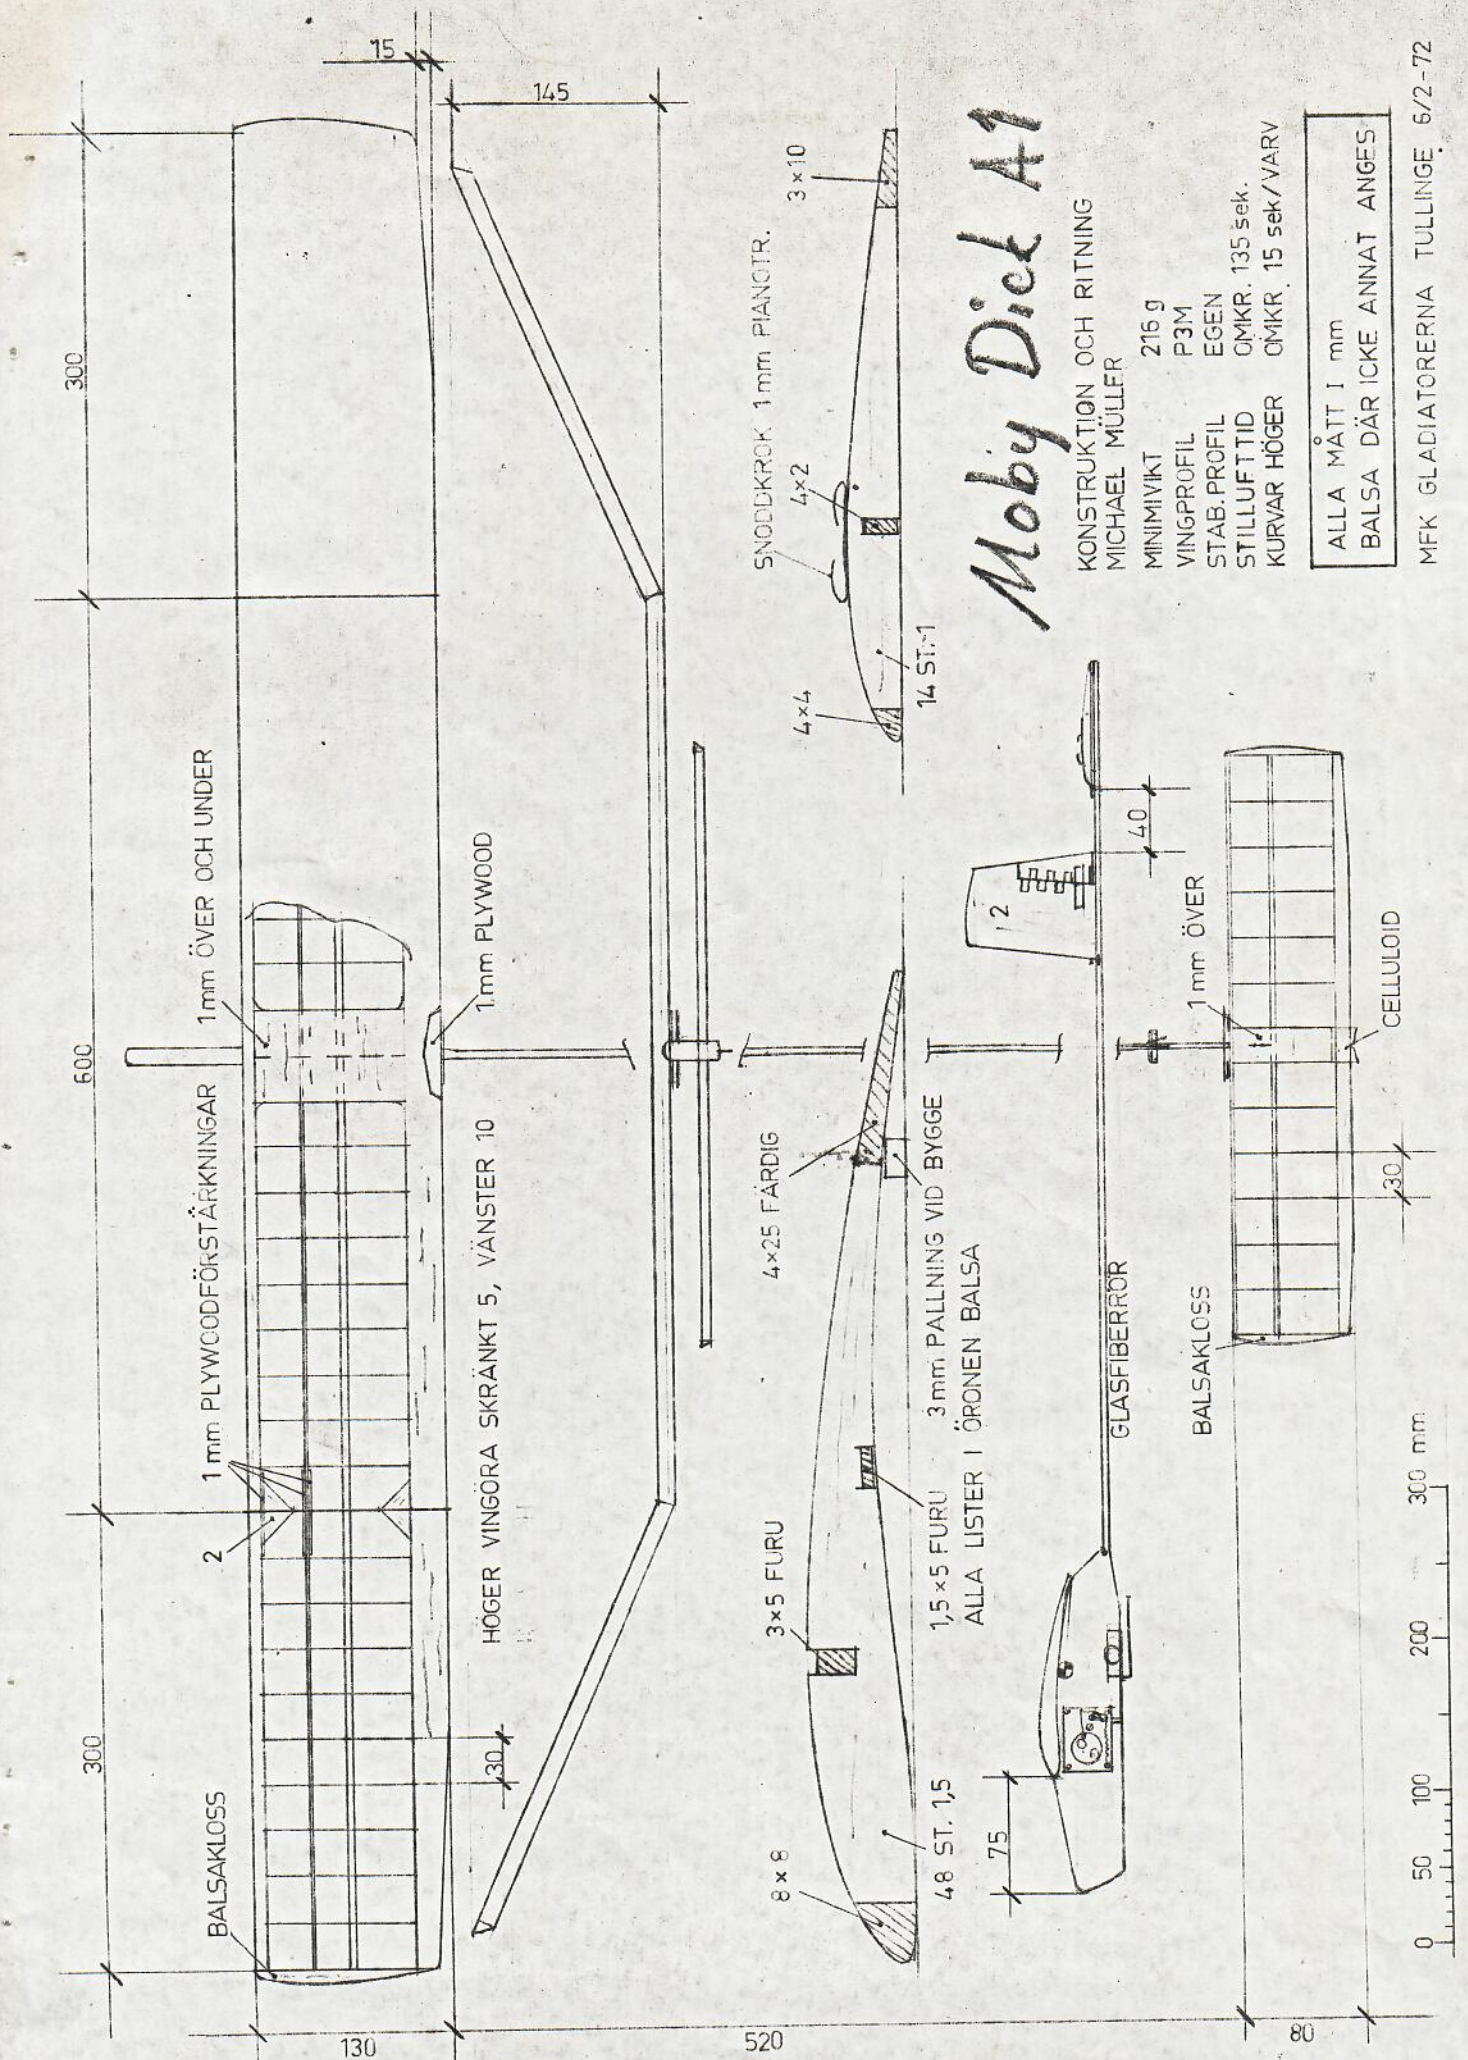 300
600
300
15
145
130
520
80
BALSAKLOSS
2
1 mm PLYWOODFÖRSTÄRKNINGAR
1 mm ÖVER OCH UNDER
1 mm PLYWOOD
30
HÖGER VINGÖRA SKRÄNKT 5, VÄNSTER 10
8 × 8
3×5 FURU
4×25 FÄRDIG
48 ST. 1,5
1,5×5 FURU
3mm PALLNING VID BYGGE
ALLA LISTER I ÖRONEN BALSA
SNODDKROK 1 mm PIANOTR.
4×4
4×2
3×10
14 ST. 1
75
GLASFIBERRÖR
2
40
BALSAKLOSS
1 mm ÖVER
CELLULOID
30
0 50 100 200 300 mm
Moby Dick A1
KONSTRUKTION OCH RITNING
MICHAEL MÜLLER
MINIMIVIKT 216 g
VINGPROFIL P3M
STAB.PROFIL EGEN
STILLUFTTID OMKR. 135 sek.
KURVAR HÖGER OMKR. 15 sek/VARV
ALLA MÅTT I mm
BALSA DÄR ICKE ANNAT ANGES
MFK GLADIATORERNA TULLINGE 6/2-72